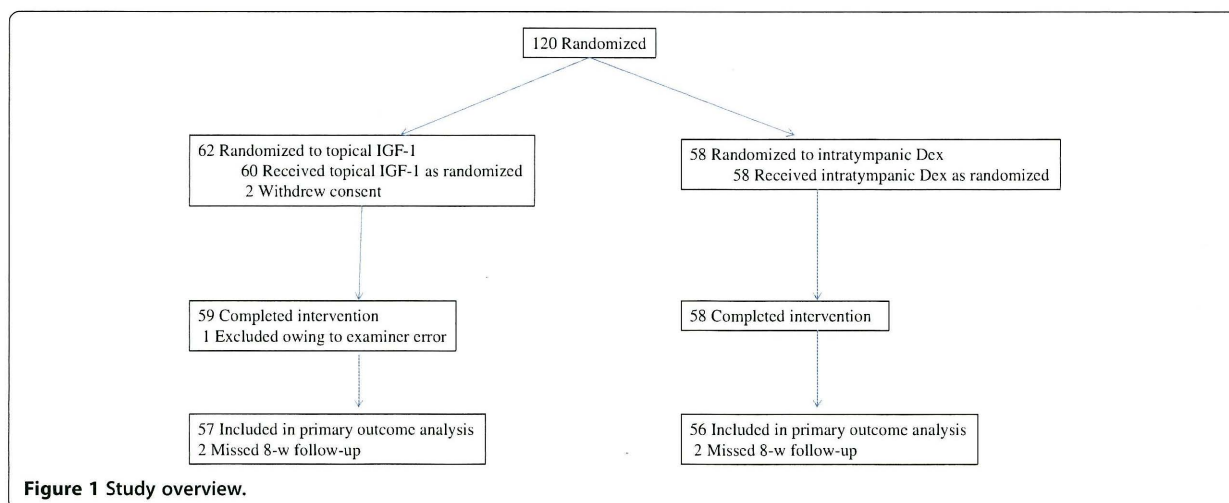 120 Randomized
62 Randomized to topical IGF-1
60 Received topical IGF-1 as randomized
2 Withdrew consent
58 Randomized to intratympanic Dex
58 Received intratympanic Dex as randomized
59 Completed intervention
1 Excluded owing to examiner error
58 Completed intervention
57 Included in primary outcome analysis
2 Missed 8-w follow-up
56 Included in primary outcome analysis
2 Missed 8-w follow-up
Figure 1 Study overview.